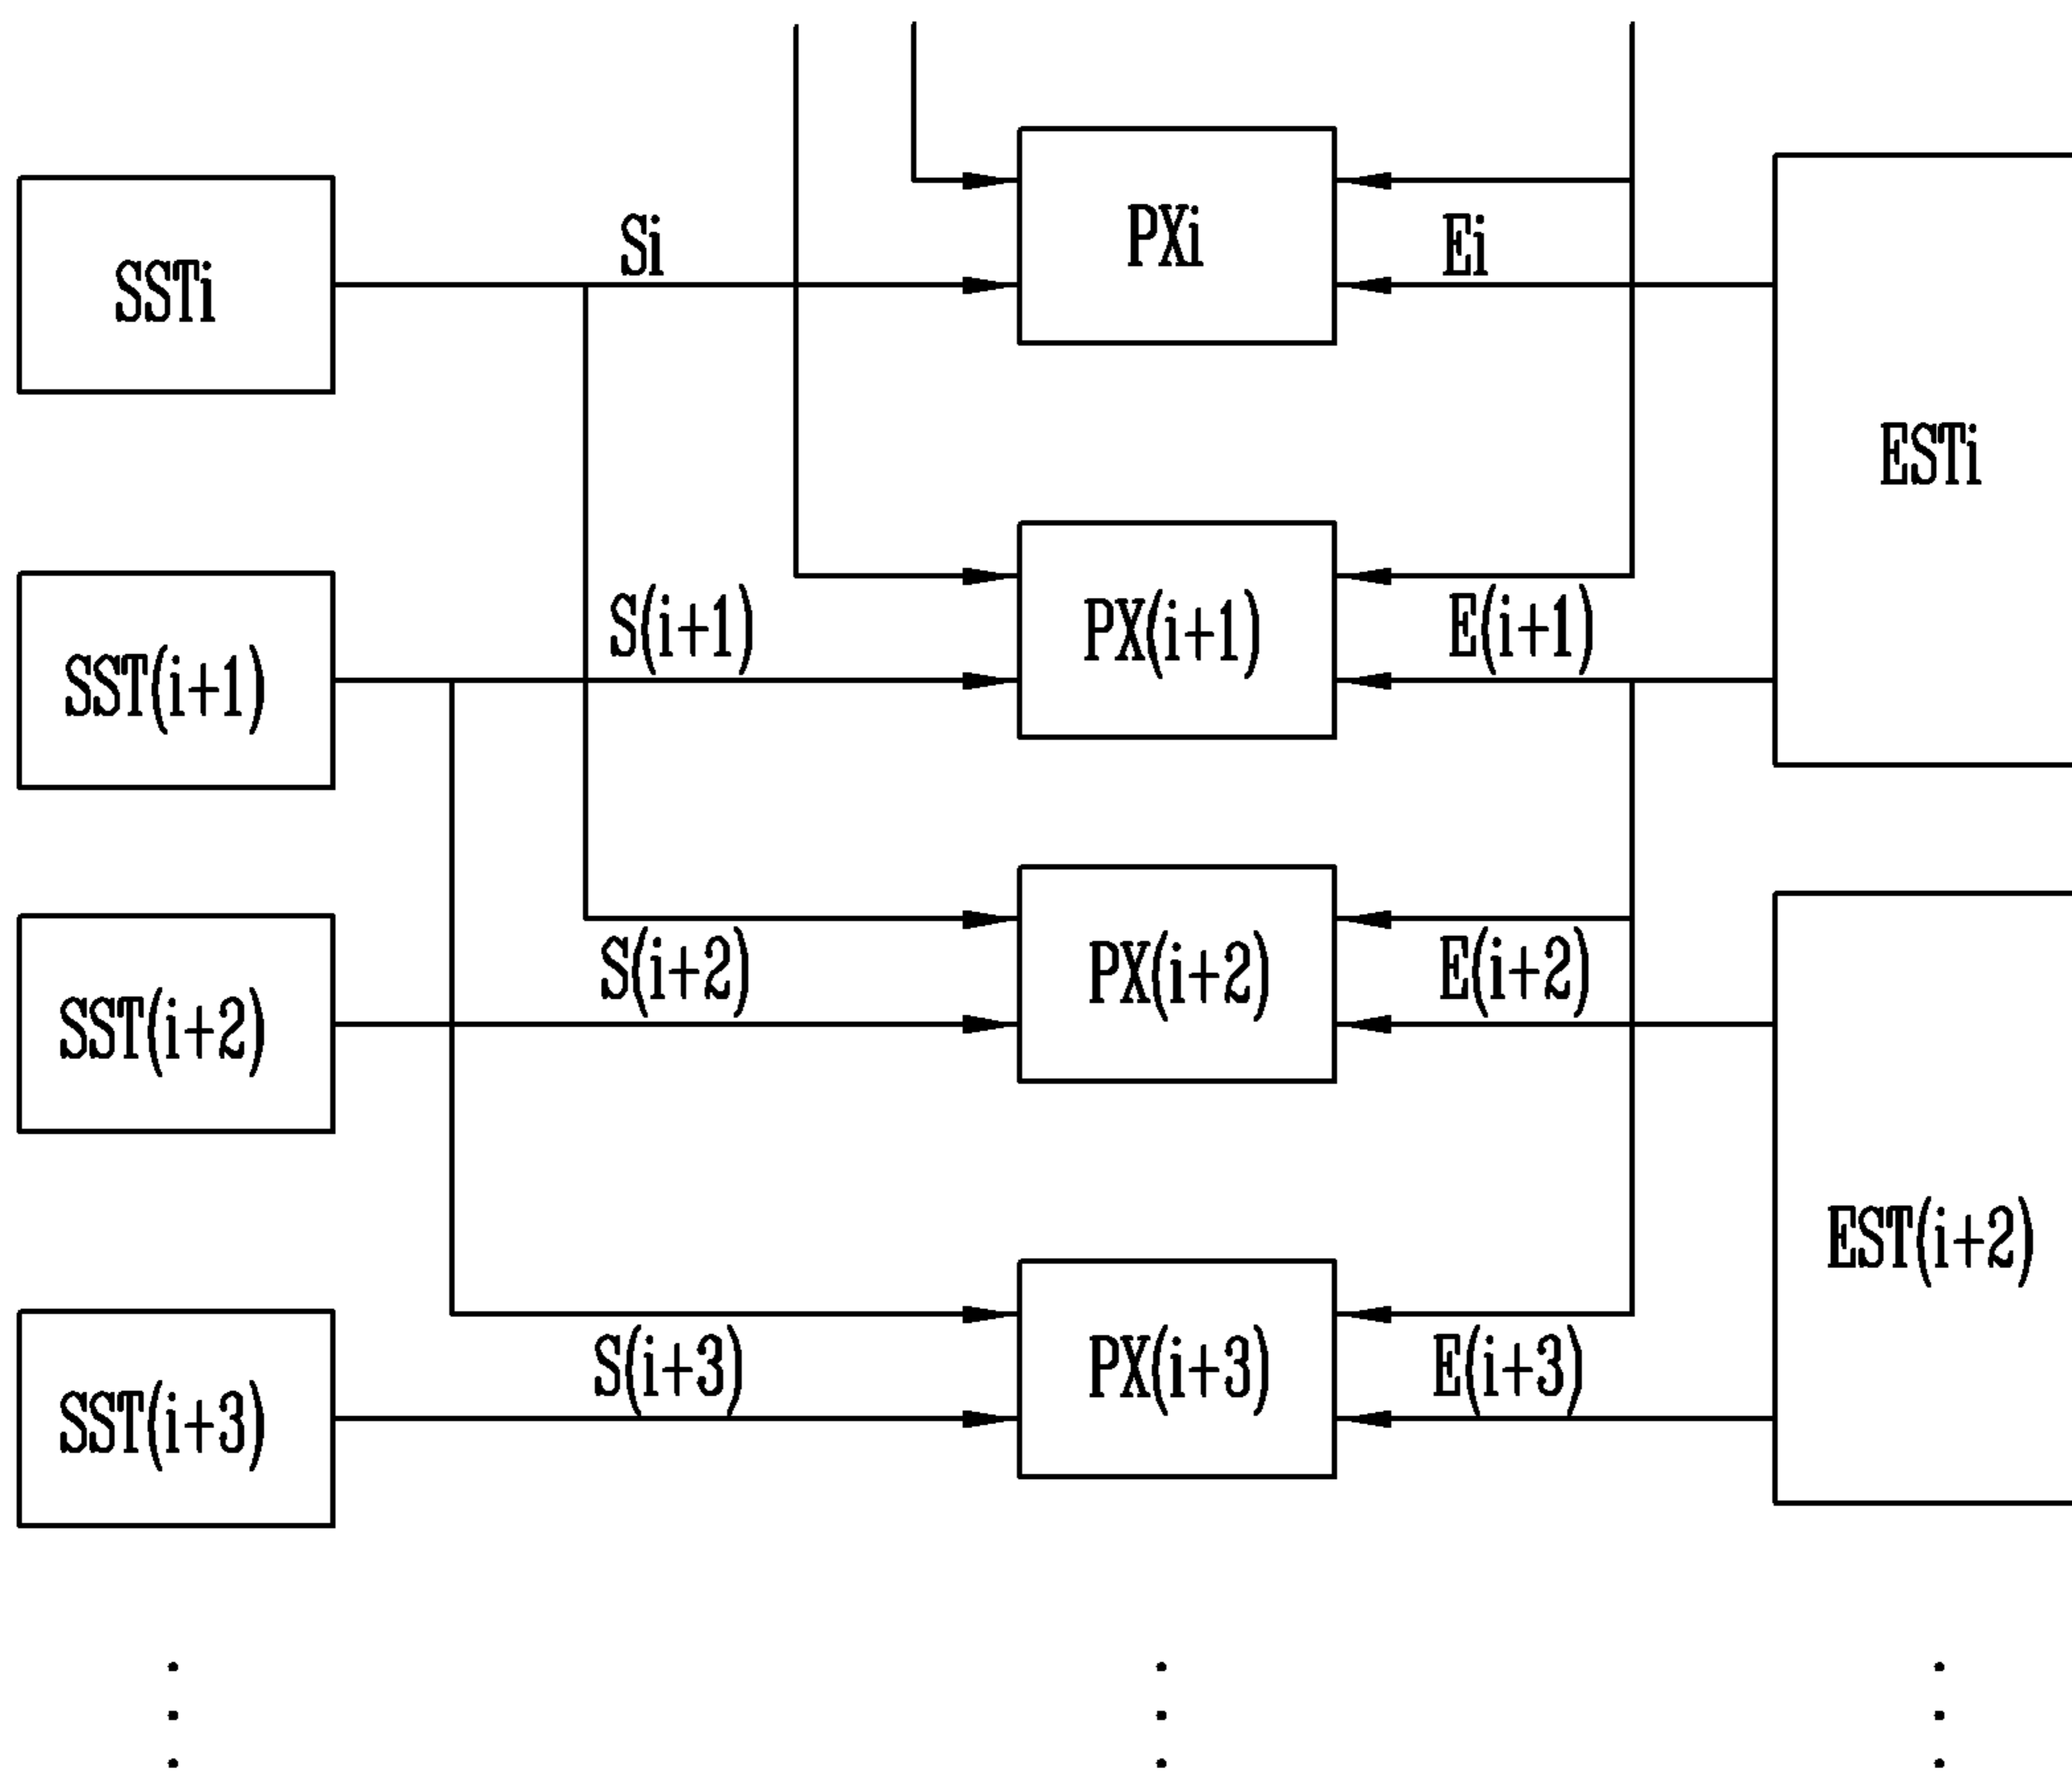 SSTi
Si
PXi
Ei
ESTi
SST(i+1)
S(i+1)
PX(i+1)
E(i+1)
SST(i+2)
S(i+2)
PX(i+2)
E(i+2)
EST(i+2)
SST(i+3)
S(i+3)
PX(i+3)
E(i+3)